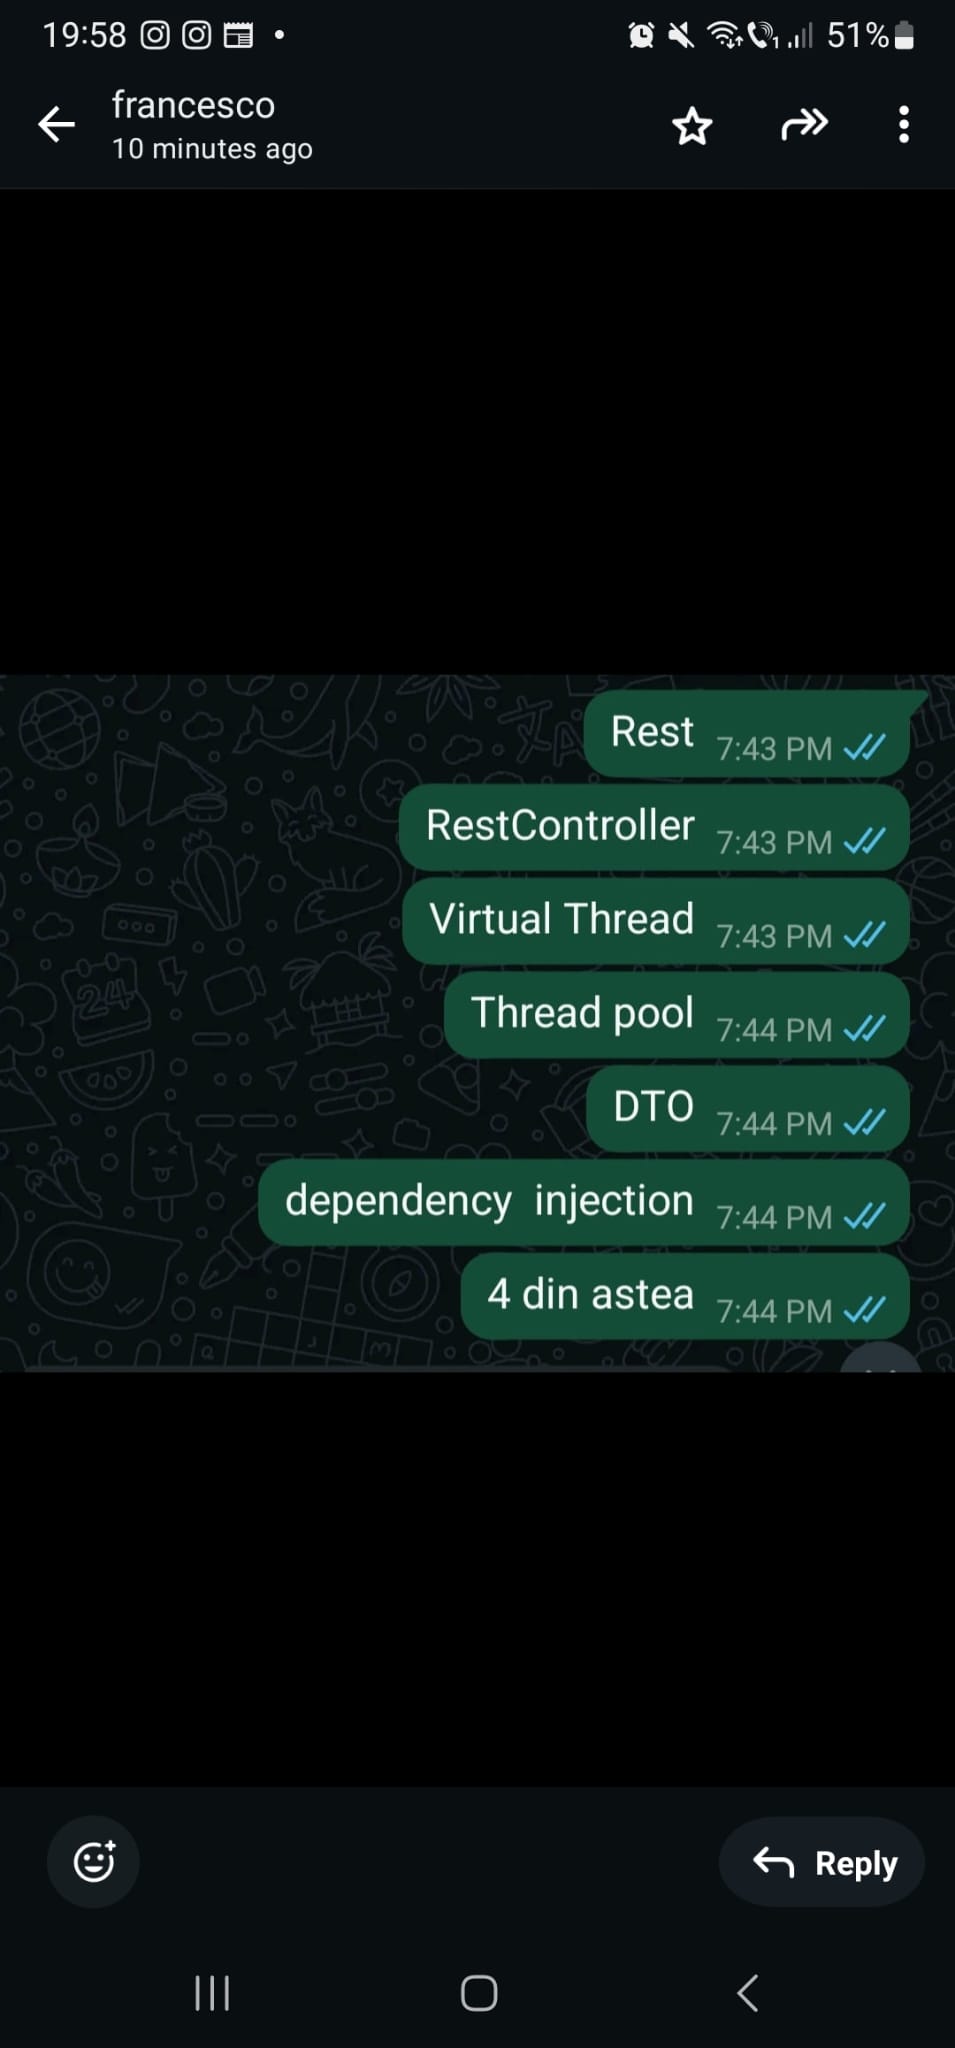 19:58
51%
francesco
10 minutes ago
Rest 7:43 PM
RestController 7:43 PM
Virtual Thread 7:43 PM
Thread pool 7:44 PM
DTO 7:44 PM
dependency injection 7:44 PM
4 din astea 7:44 PM
Reply